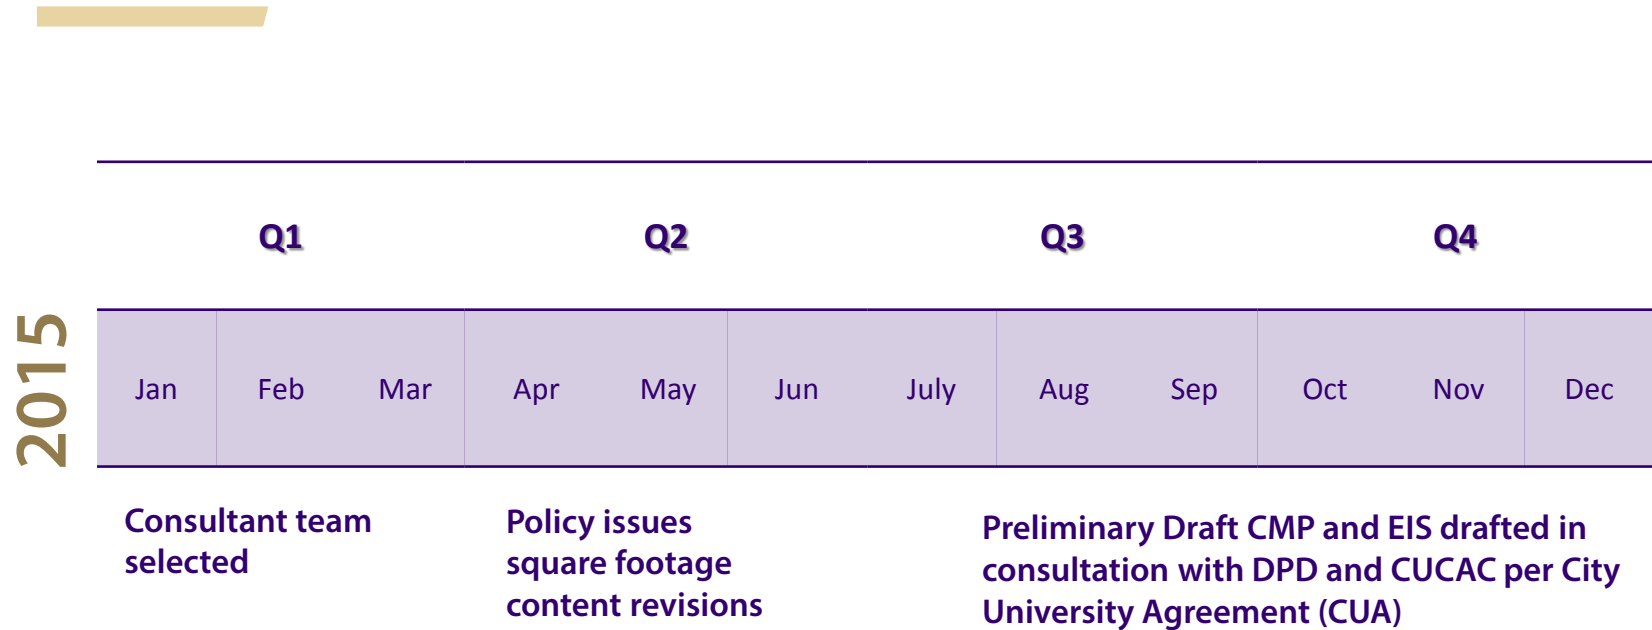 Q1 Q2 Q3 Q4
2015
Jan Feb Mar Apr May Jun July Aug Sep Oct Nov Dec
Consultant team
selected
Policy issues
square footage
content revisions
Preliminary Draft CMP and EIS drafted in
consultation with DPD and CUCAC per City
University Agreement (CUA)